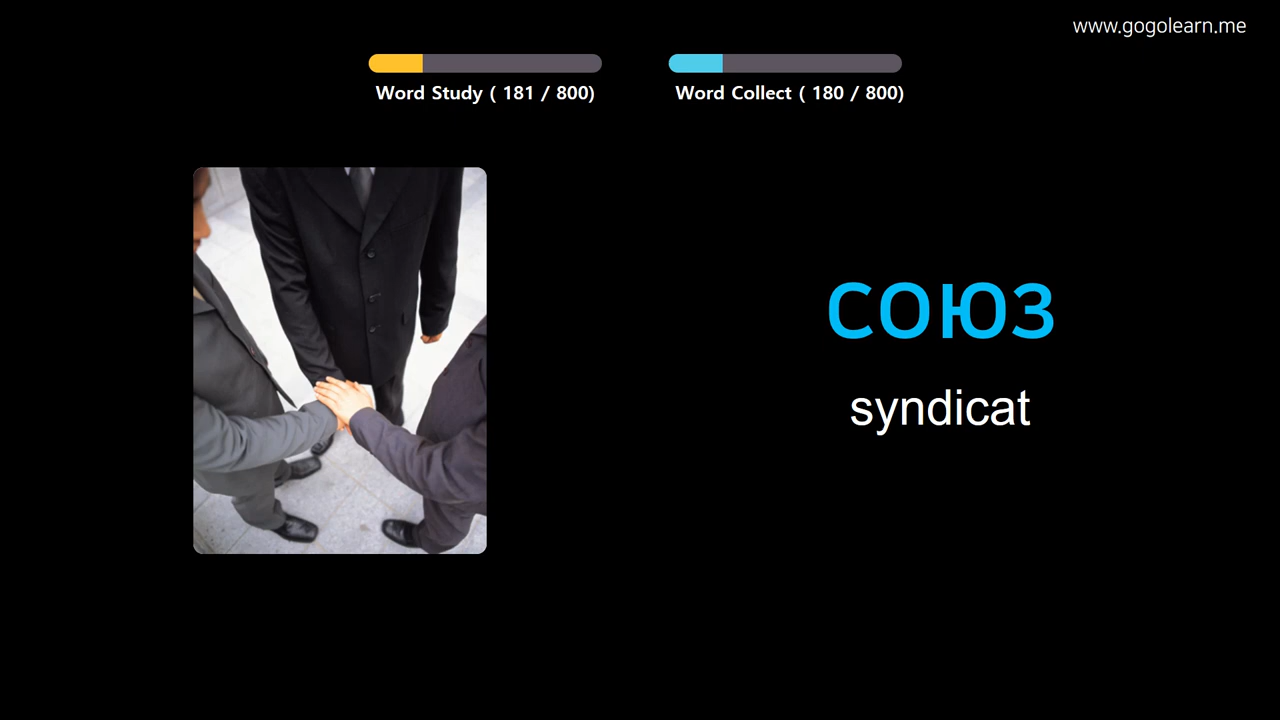 www.gogolearn.me
Word Study ( 181 / 800)
Word Collect ( 180 / 800)
союз
syndicat